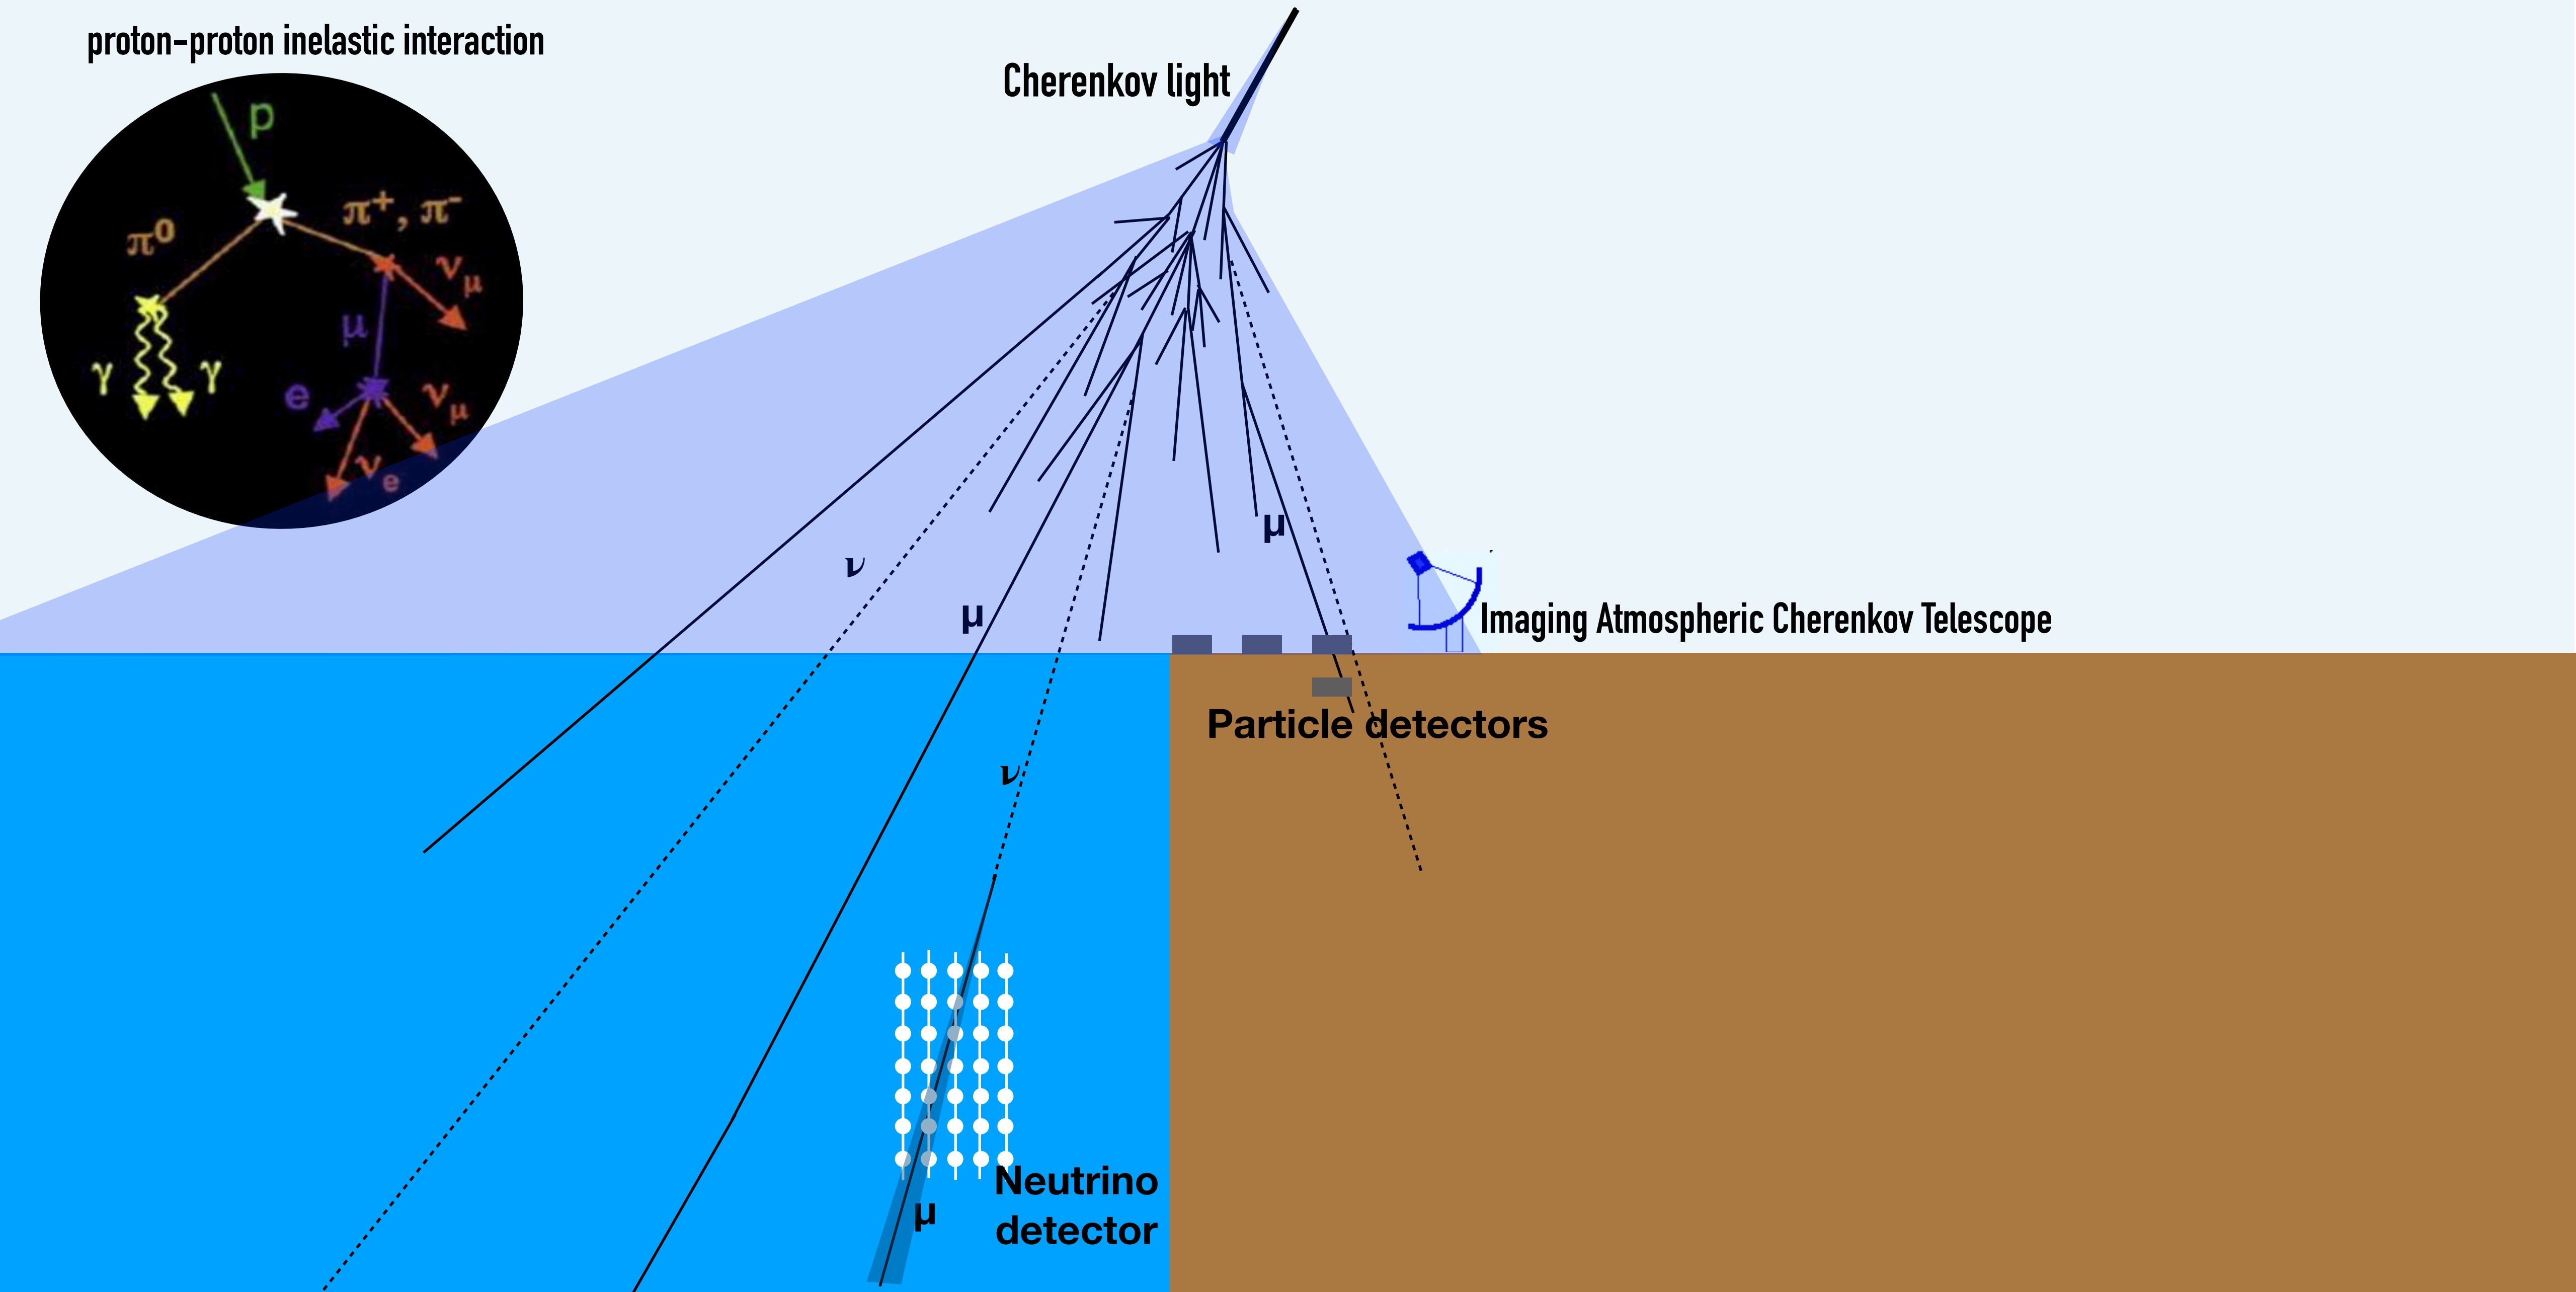 proton-proton inelastic interaction
Cherenkov light
p
π⁰
π⁺, π⁻
ν_μ
μ
γ γ
e
ν_μ
ν_e
ν
μ
μ
Imaging Atmospheric Cherenkov Telescope
Particle detectors
ν
Neutrino
detector
μ